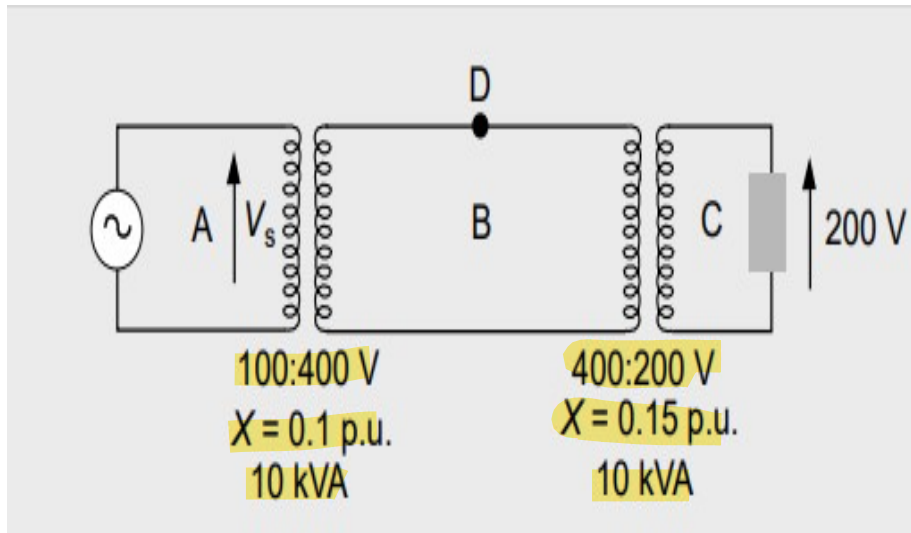 D
A
Vs
B
C
200 V
100:400 V
400:200 V
X = 0.1 p.u.
X = 0.15 p.u.
10 kVA
10 kVA